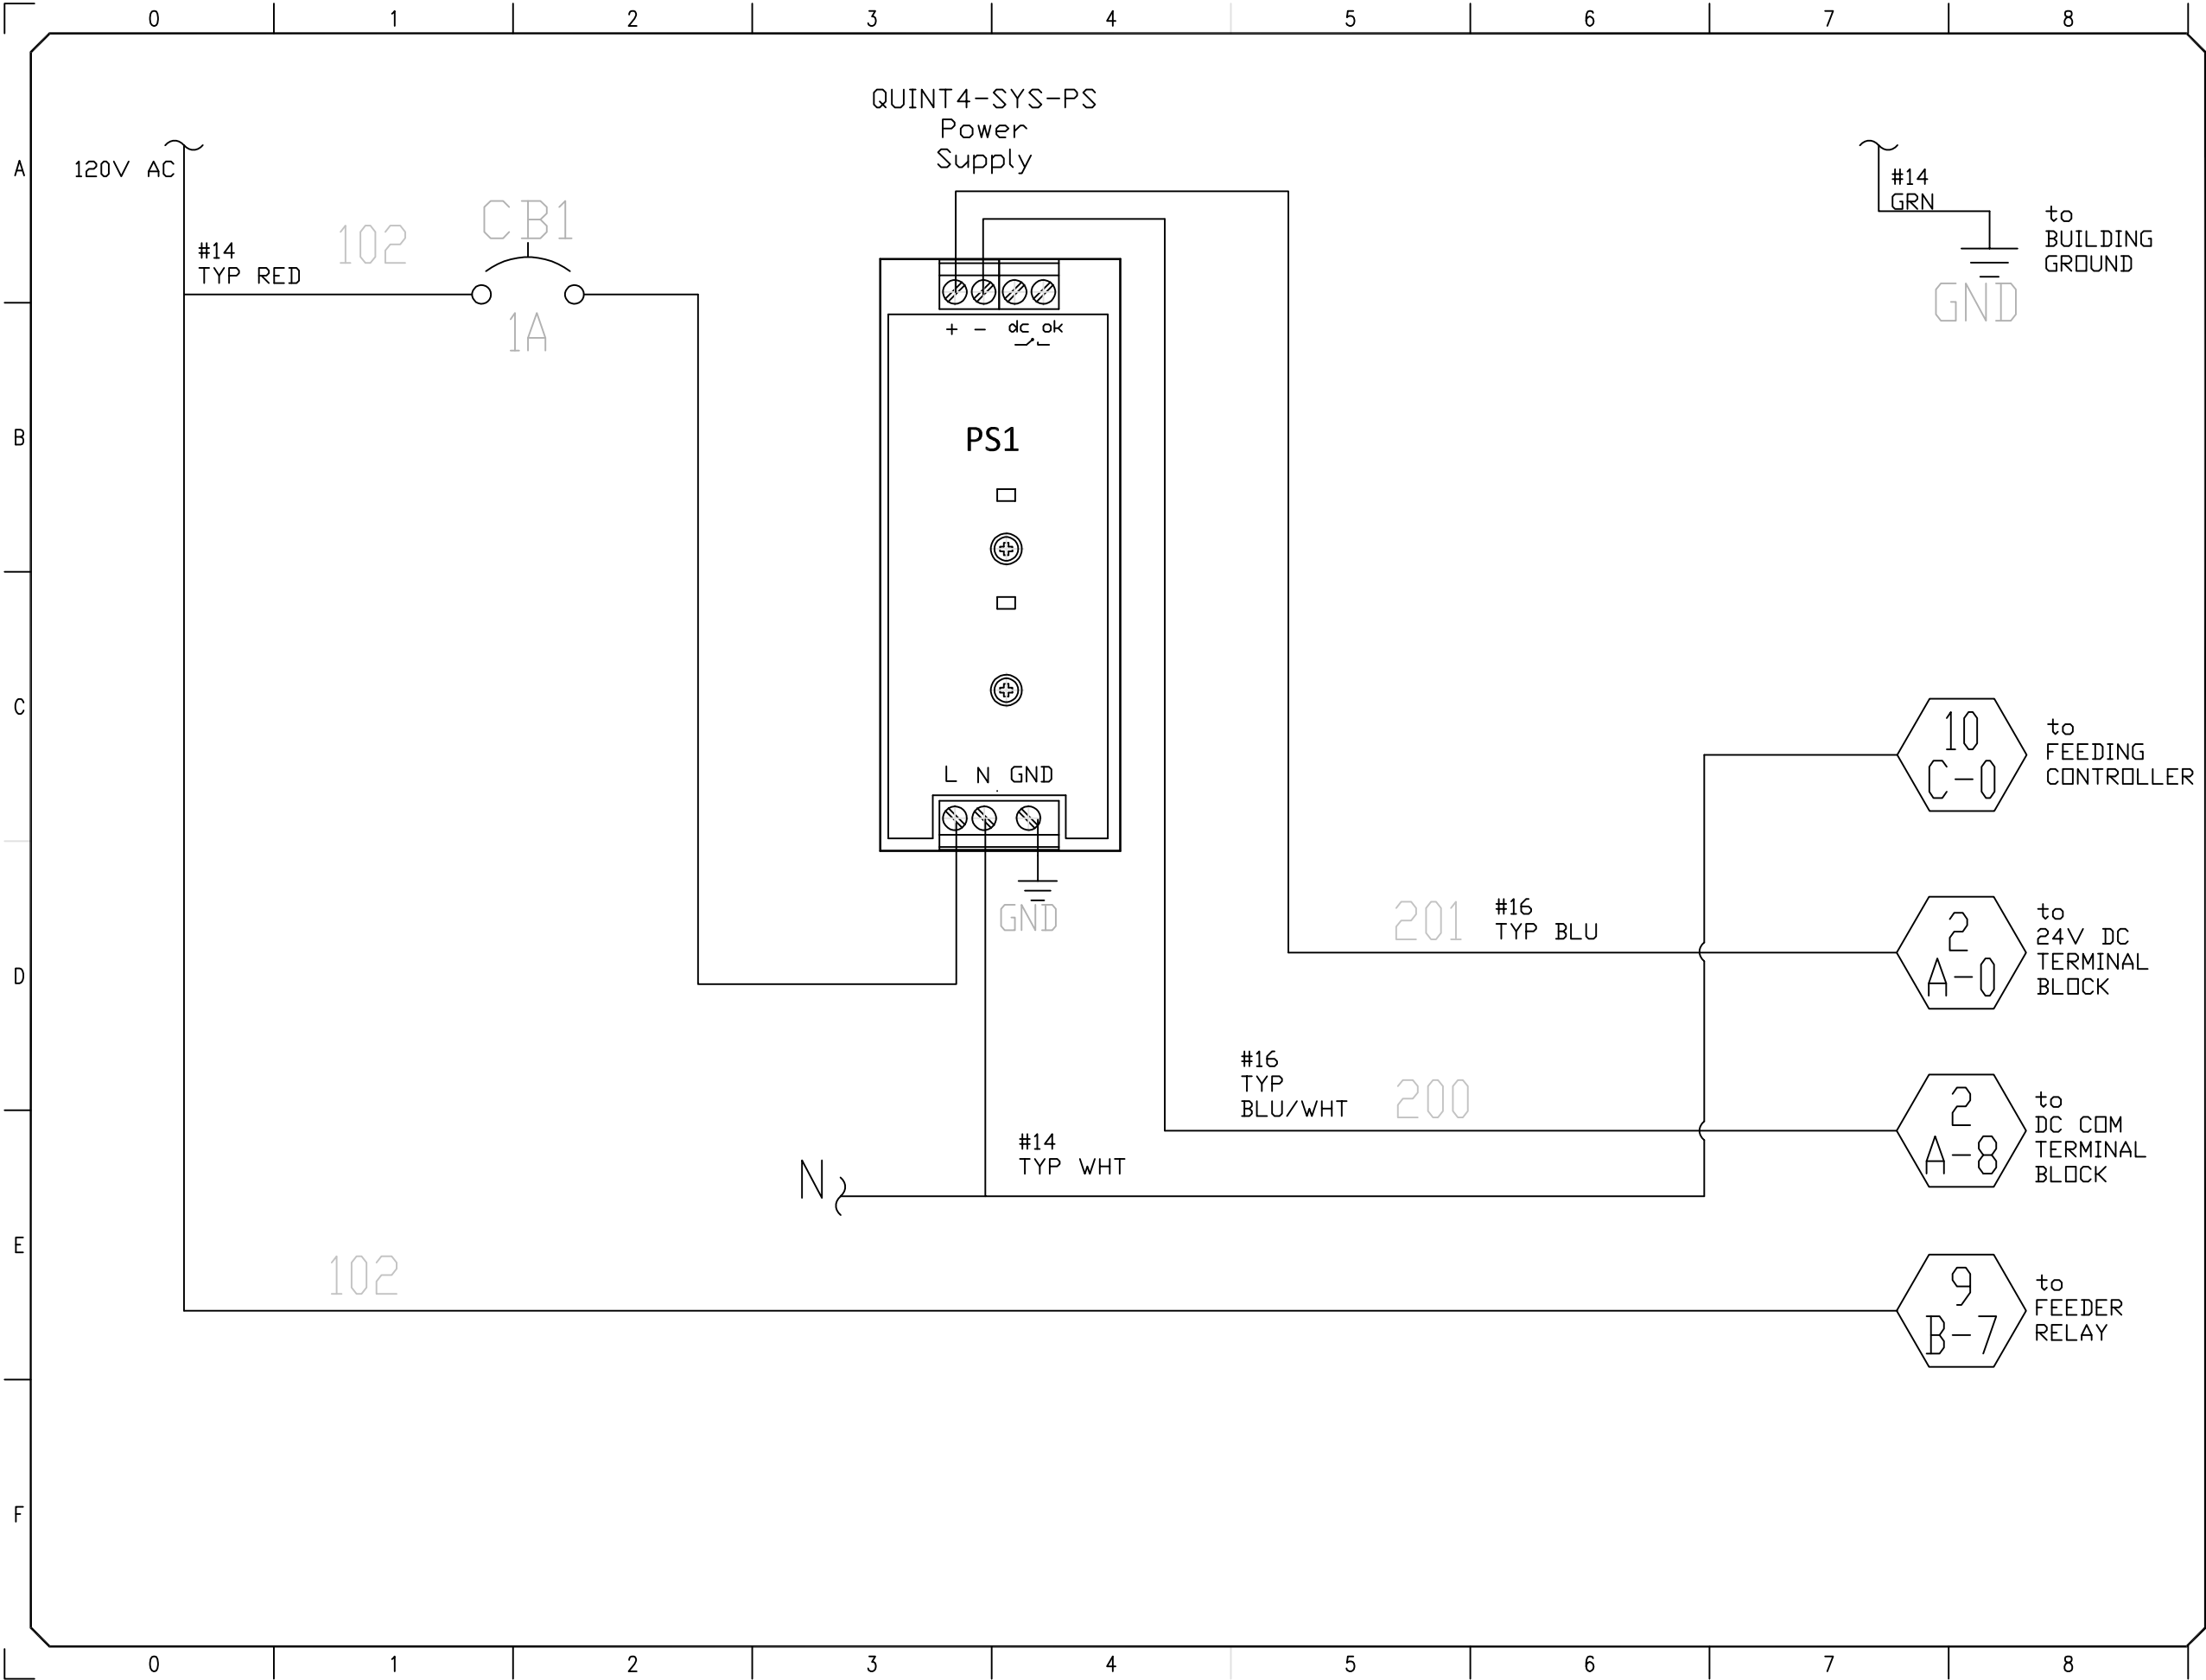 0 1 2 3 4 5 6 7 8
QUINT4-SYS-PS
Power
Supply
A
120V AC
#14
TYP RED
102
CB1
1A
#14
GRN
to
BUILDING
GROUND
GND
+ - dc ok
B
PS1
C
10
C-0
to
FEEDING
CONTROLLER
L N GND
GND
201
#16
TYP BLU
D
2
A-0
to
24V DC
TERMINAL
BLOCK
#16
TYP
BLU/WHT
200
2
A-8
to
DC COM
TERMINAL
BLOCK
#14
TYP WHT
N
E
102
9
B-7
to
FEEDER
RELAY
F
0 1 2 3 4 5 6 7 8